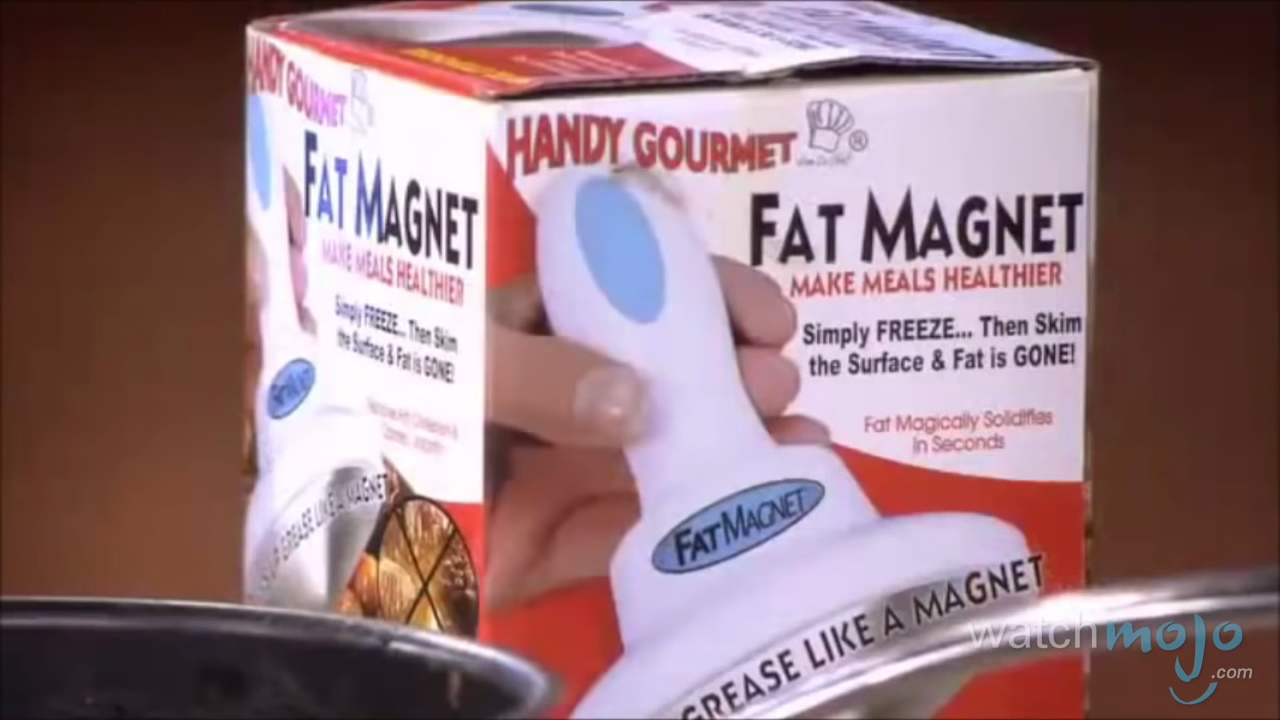 HANDY GOURMET
FAT MAGNET
MAKE MEALS HEALTHIER
Simply FREEZE... Then Skim
the Surface & Fat is GONE!
GREASE LIKE A MAGNET
HANDY GOURMET ®
FAT MAGNET
MAKE MEALS HEALTHIER
Simply FREEZE... Then Skim
the Surface & Fat is GONE!
Fat Magically Solidifies
in Seconds
FAT MAGNET
GREASE LIKE A MAGNET
watchmojo
.com